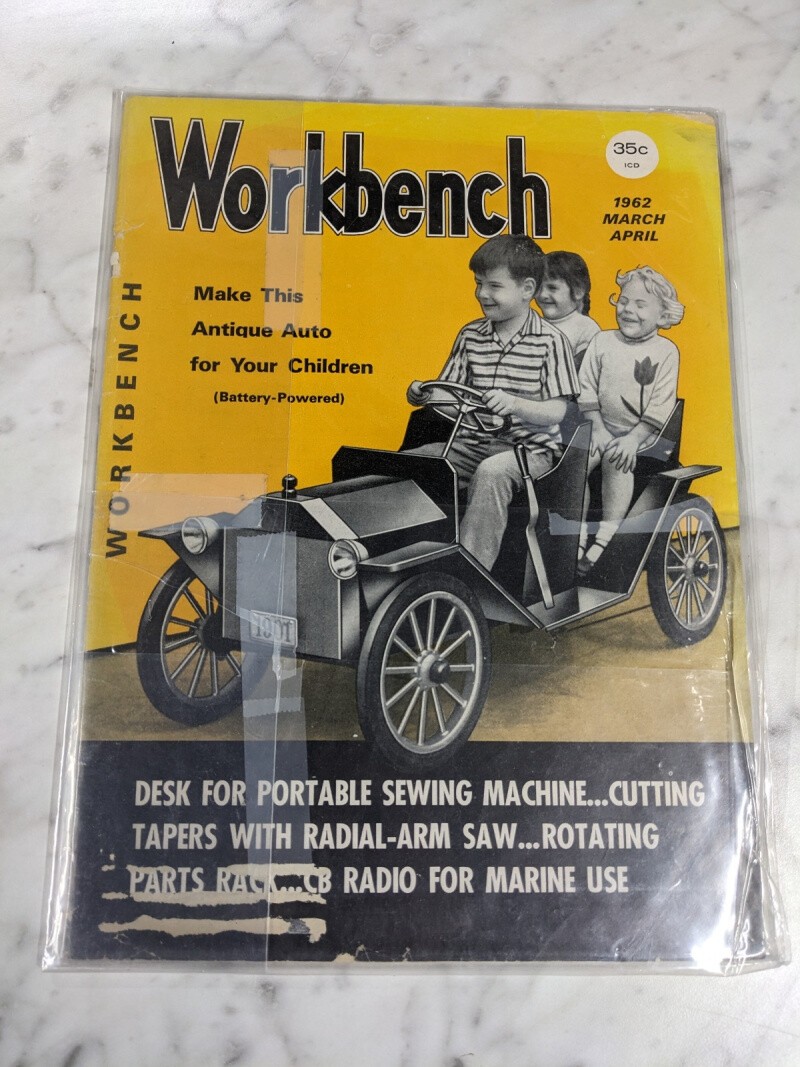 Workbench
35c
ICD
1962
MARCH
APRIL
WORKBENCH
Make This
Antique Auto
for Your Children
(Battery-Powered)
1901
DESK FOR PORTABLE SEWING MACHINE...CUTTING
TAPERS WITH RADIAL-ARM SAW...ROTATING
PARTS RACK...CB RADIO FOR MARINE USE